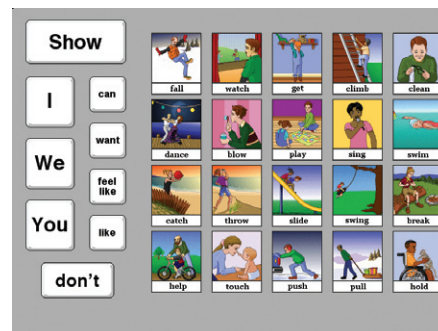 Show
I
can
We
want
feel
like
You
like
don't
fall watch get climb clean
dance blow play sing swim
catch throw slide swing break
help touch push pull hold